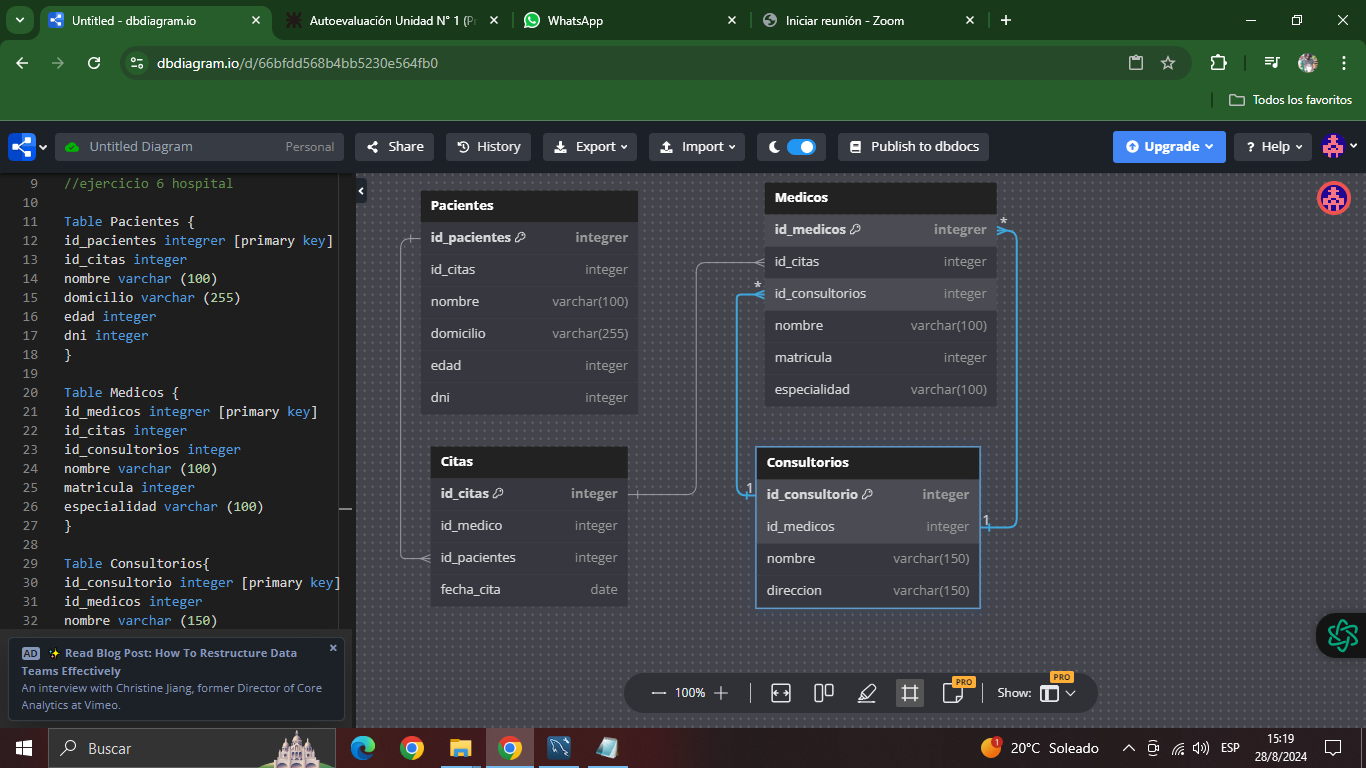 Untitled - dbdiagram.io
Autoevaluación Unidad N° 1 (Pr
WhatsApp
Iniciar reunión - Zoom
dbdiagram.io/d/66bfdd568b4bb5230e564fb0
Todos los favoritos
Untitled Diagram
Personal
Share
History
Export
Import
Publish to dbdocs
Upgrade
? Help
9 //ejercicio 6 hospital
10
11 Table Pacientes {
12 id_pacientes integrer [primary key]
13 id_citas integer
14 nombre varchar (100)
15 domicilio varchar (255)
16 edad integer
17 dni integer
18 }
19
20 Table Medicos {
21 id_medicos integrer [primary key]
22 id_citas integer
23 id_consultorios integer
24 nombre varchar (100)
25 matricula integer
26 especialidad varchar (100)
27 }
28
29 Table Consultorios{
30 id_consultorio integer [primary key]
31 id_medicos integer
32 nombre varchar (150)
AD ✨ Read Blog Post: How To Restructure Data
Teams Effectively
An interview with Christine Jiang, former Director of Core
Analytics at Vimeo.
Pacientes
id_pacientes integrer
id_citas integer
nombre varchar(100)
domicilio varchar(255)
edad integer
dni integer
Medicos
id_medicos integrer
*
id_citas integer
*
id_consultorios integer
nombre varchar(100)
matricula integer
especialidad varchar(100)
Citas
id_citas integer
id_medico integer
id_pacientes integer
fecha_cita date
Consultorios
1
id_consultorio integer
id_medicos integer
1
nombre varchar(150)
direccion varchar(150)
100%
PRO
Show:
PRO
Buscar
1
20°C Soleado
ESP
15:19
28/8/2024